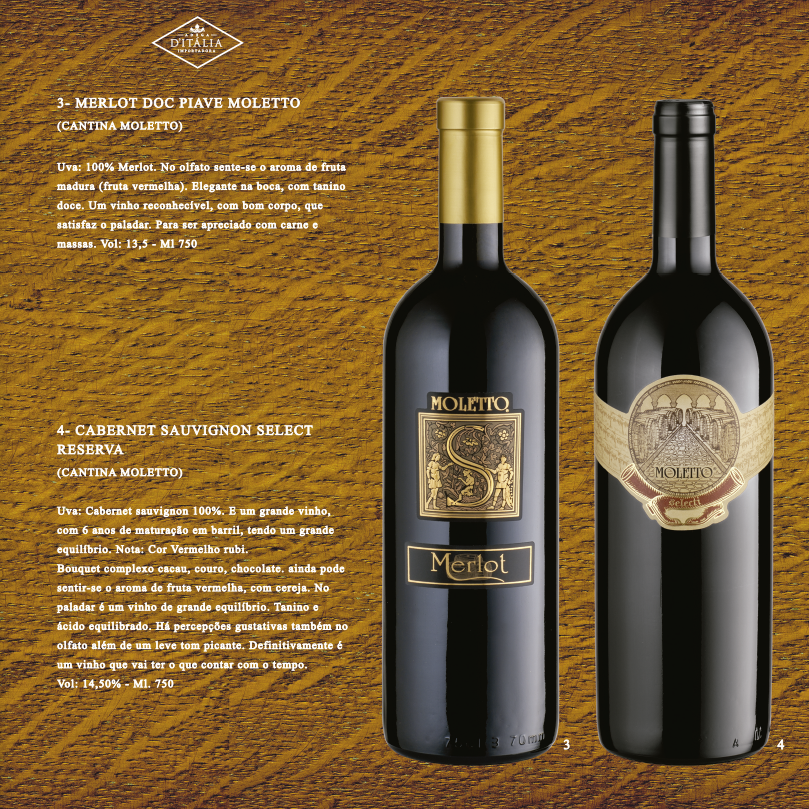 ADEGA
D'ITÁLIA
IMPORTADORA
3- MERLOT DOC PIAVE MOLETTO
(CANTINA MOLETTO)
Uva: 100% Merlot. No olfato sente-se o aroma de fruta
madura (fruta vermelha). Elegante na boca, com tanino
doce. Um vinho reconhecível, com bom corpo, que
satisfaz o paladar. Para ser apreciado com carne e
massas. Vol: 13,5 - Ml 750
4- CABERNET SAUVIGNON SELECT
RESERVA
(CANTINA MOLETTO)
Uva: Cabernet sauvignon 100%. E um grande vinho,
com 6 anos de maturação em barril, tendo um grande
equilíbrio. Nota: Cor Vermelho rubi.
Bouquet complexo cacau, couro, chocolate. ainda pode
sentir-se o aroma de fruta vermelha, com cereja. No
paladar é um vinho de grande equilíbrio. Tanino e
ácido equilibrado. Há percepções gustativas também no
olfato além de um leve tom picante. Definitivamente é
um vinho que vai ter o que contar com o tempo.
Vol: 14,50% - Ml. 750
MOLETTO
S
Merlot
3
MOLETTO
select
4